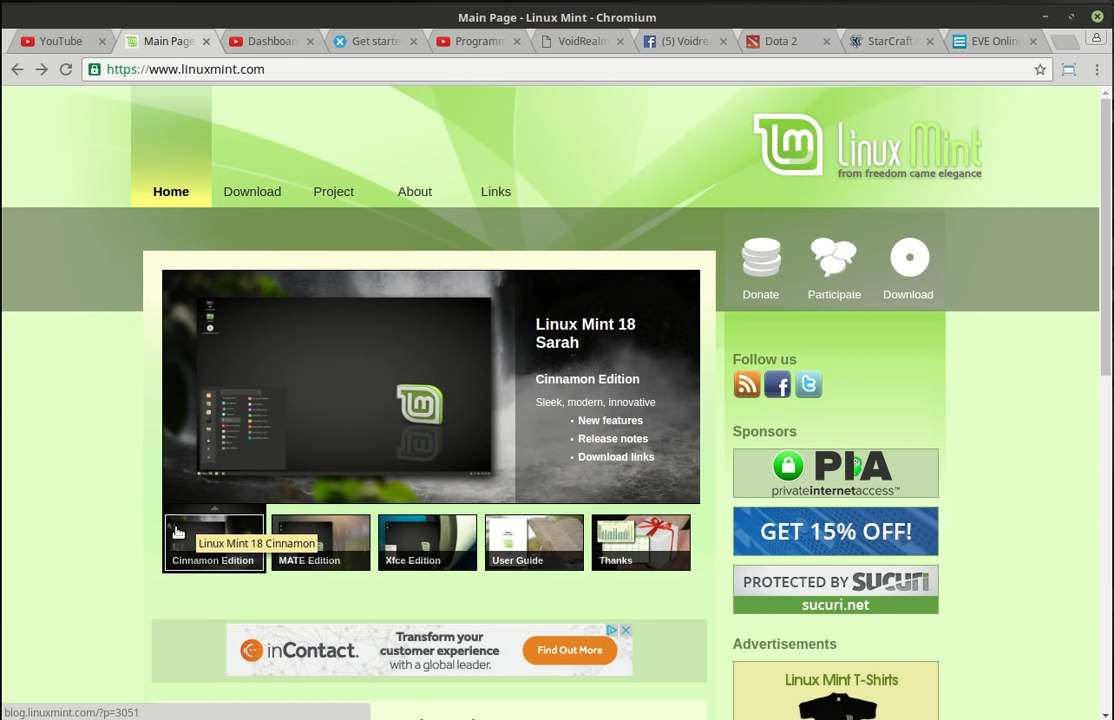 Main Page - Linux Mint - Chromium
YouTube
Main Page
Dashboar
Get starte
Programm
VoidRealm
(5) Voidre
Dota 2
StarCraft
EVE Online
https://www.linuxmint.com
Linux Mint
from freedom came elegance
Home
Download
Project
About
Links
Donate
Participate
Download
Linux Mint 18
Sarah
Cinnamon Edition
Sleek, modern, innovative
• New features
• Release notes
• Download links
Follow us
Sponsors
PIA
privateinternetaccess™
GET 15% OFF!
PROTECTED BY SUCURI
sucuri.net
Linux Mint 18 Cinnamon
Cinnamon Edition
MATE Edition
Xfce Edition
User Guide
Thanks
inContact.
Transform your
customer experience
with a global leader.
Find Out More
Advertisements
Linux Mint T-Shirts
blog.linuxmint.com/?p=3051